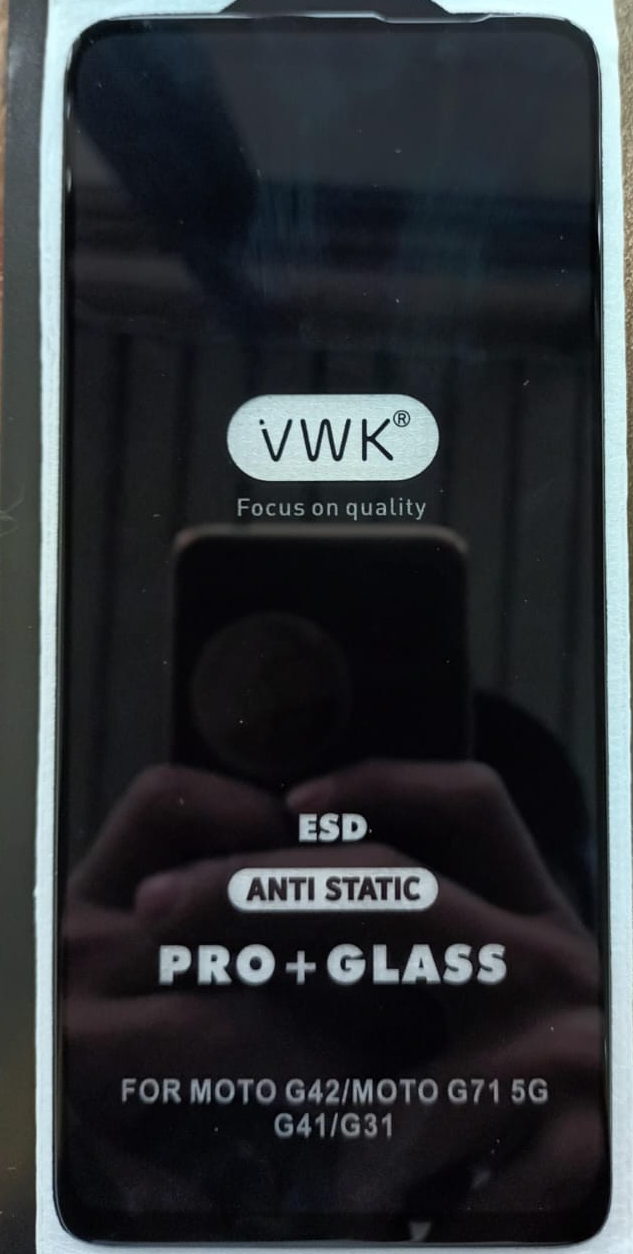 VWK®
Focus on quality
ESD
ANTI STATIC
PRO+GLASS
FOR MOTO G42/MOTO G71 5G
G41/G31